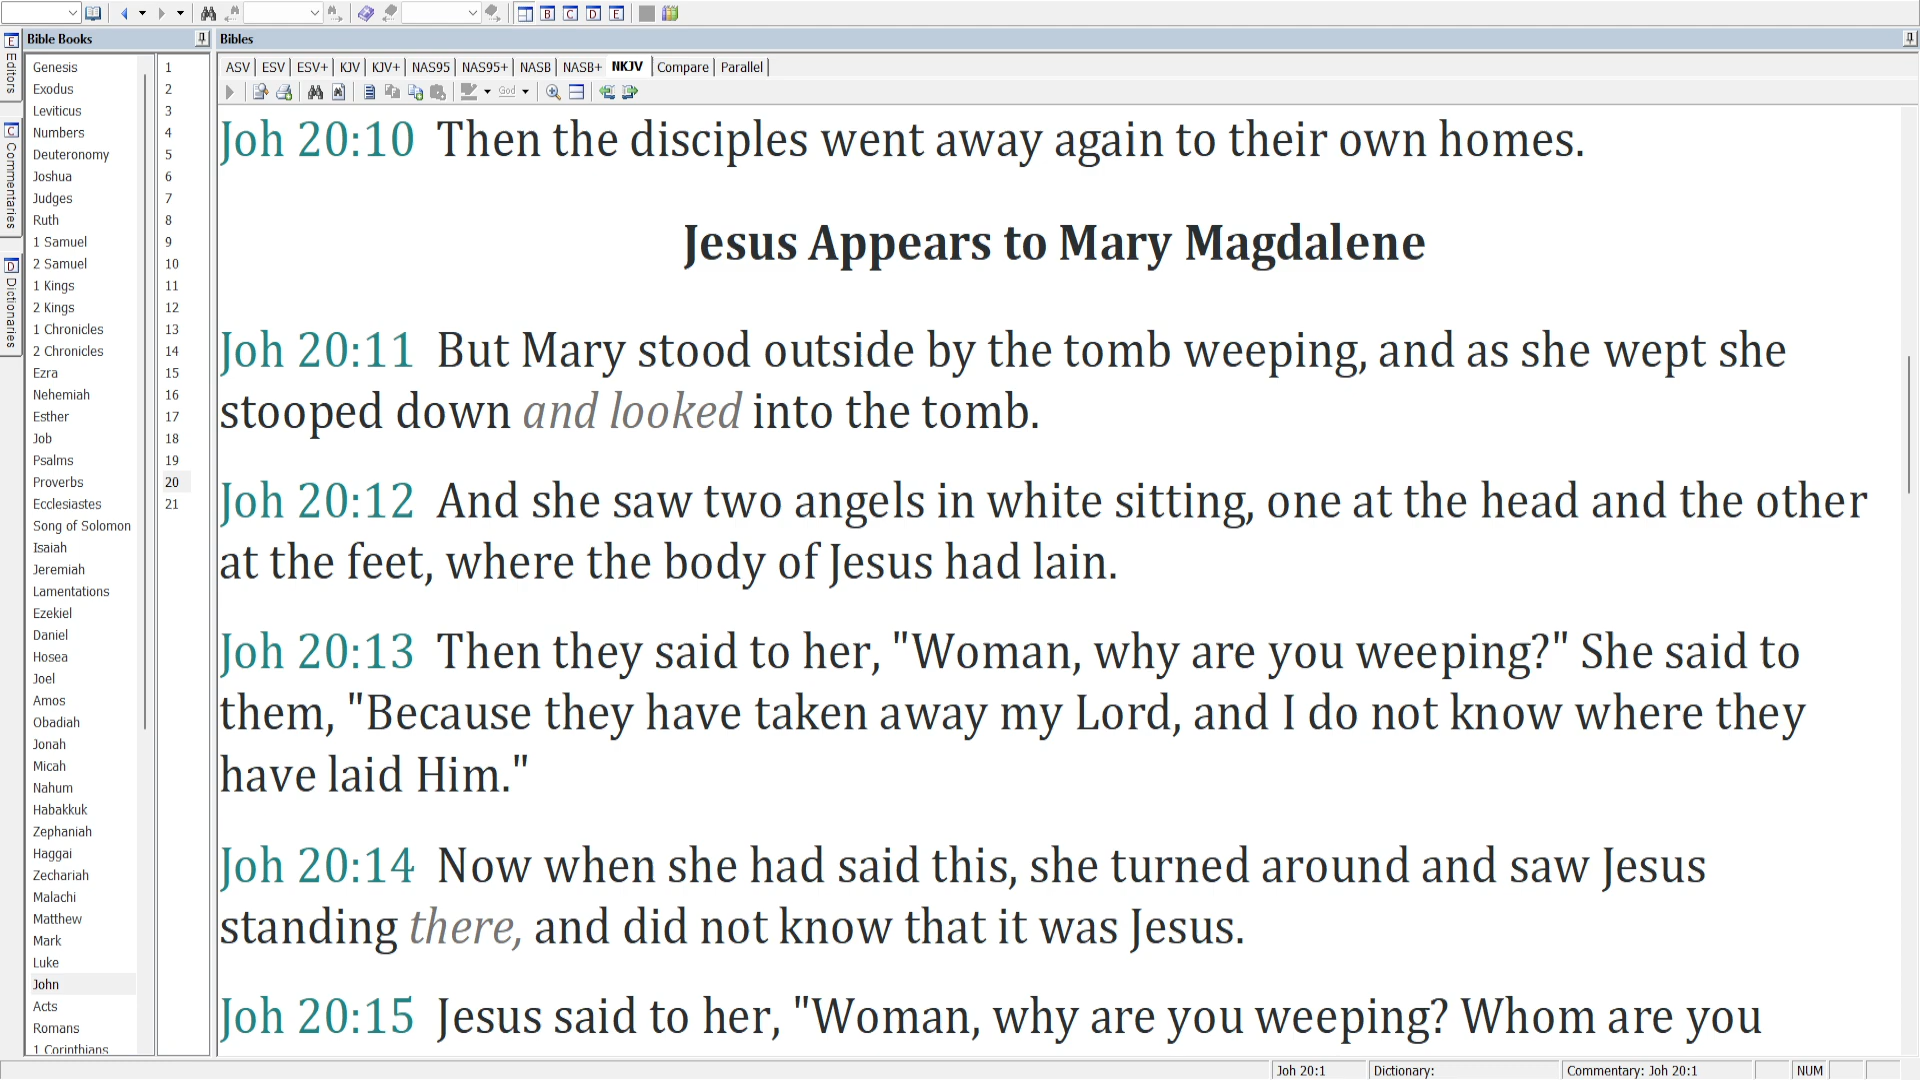 Bible Books
Bibles
E Editors
C Commentaries
D Dictionaries
B C D E
ASV ESV ESV+ KJV KJV+ NAS95 NAS95+ NASB NASB+ NKJV Compare Parallel
God
Genesis
Exodus
Leviticus
Numbers
Deuteronomy
Joshua
Judges
Ruth
1 Samuel
2 Samuel
1 Kings
2 Kings
1 Chronicles
2 Chronicles
Ezra
Nehemiah
Esther
Job
Psalms
Proverbs
Ecclesiastes
Song of Solomon
Isaiah
Jeremiah
Lamentations
Ezekiel
Daniel
Hosea
Joel
Amos
Obadiah
Jonah
Micah
Nahum
Habakkuk
Zephaniah
Haggai
Zechariah
Malachi
Matthew
Mark
Luke
John
Acts
Romans
1 Corinthians
1
2
3
4
5
6
7
8
9
10
11
12
13
14
15
16
17
18
19
20
21
Joh 20:10 Then the disciples went away again to their own homes.
Jesus Appears to Mary Magdalene
Joh 20:11 But Mary stood outside by the tomb weeping, and as she wept she
stooped down and looked into the tomb.
Joh 20:12 And she saw two angels in white sitting, one at the head and the other
at the feet, where the body of Jesus had lain.
Joh 20:13 Then they said to her, "Woman, why are you weeping?" She said to
them, "Because they have taken away my Lord, and I do not know where they
have laid Him."
Joh 20:14 Now when she had said this, she turned around and saw Jesus
standing there, and did not know that it was Jesus.
Joh 20:15 Jesus said to her, "Woman, why are you weeping? Whom are you
Joh 20:1 Dictionary: Commentary: Joh 20:1 NUM